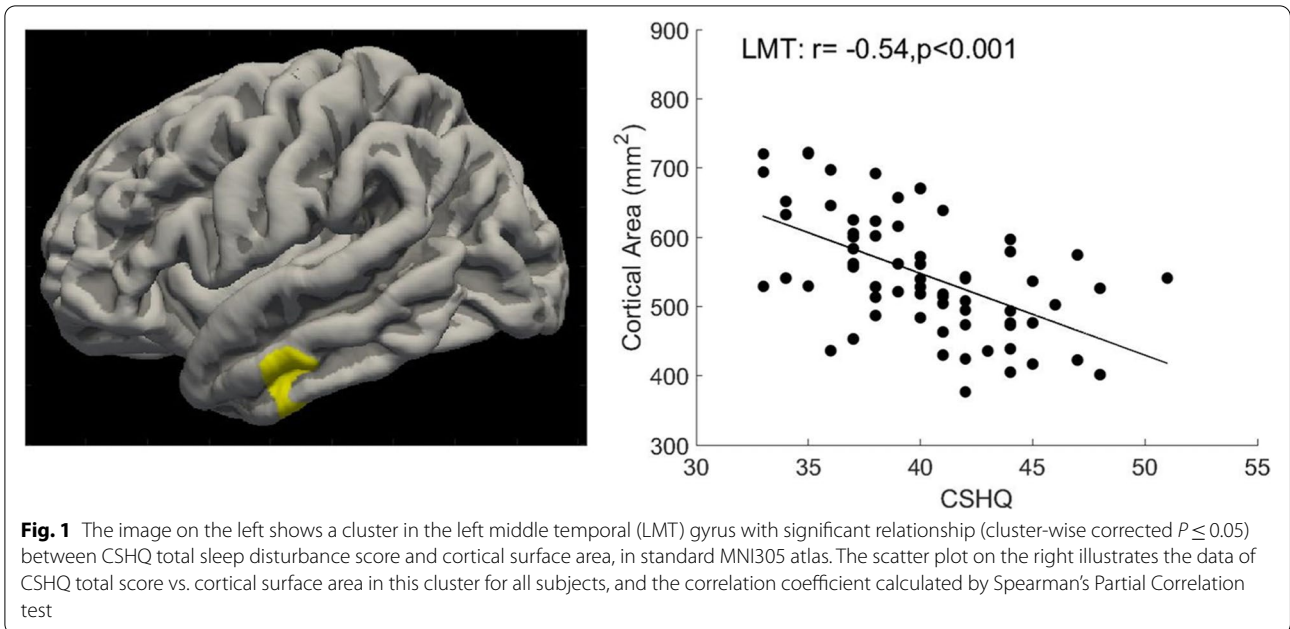 900
LMT: r= -0.54,p<0.001
800
700
600
500
400
300
Cortical Area (mm²)
30 35 40 45 50 55
CSHQ
Fig. 1 The image on the left shows a cluster in the left middle temporal (LMT) gyrus with significant relationship (cluster-wise corrected P ≤ 0.05)
between CSHQ total sleep disturbance score and cortical surface area, in standard MNI305 atlas. The scatter plot on the right illustrates the data of
CSHQ total score vs. cortical surface area in this cluster for all subjects, and the correlation coefficient calculated by Spearman's Partial Correlation
test